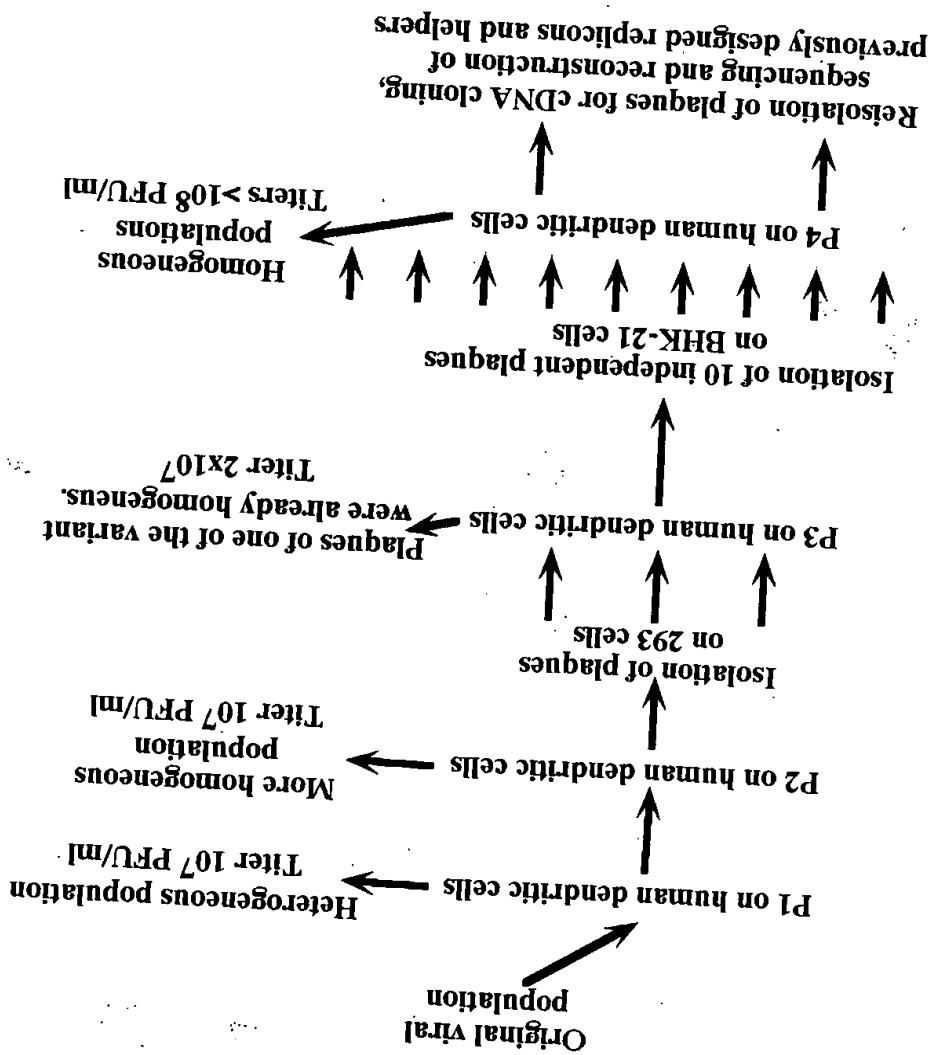 Original viral
population
P1 on human dendritic cells
Heterogeneous population
Titer 10⁷ PFU/ml
P2 on human dendritic cells
More homogeneous
population
Titer 10⁷ PFU/ml
Isolation of plaques
on 293 cells
P3 on human dendritic cells
Plaques of one of the variant
were already homogeneus.
Titer 2x10⁷
Isolation of 10 independent plaques
on BHK-21 cells
P4 on human dendritic cells
Homogeneous
populations
Titers >10⁸ PFU/ml
Reisolation of plaques for cDNA cloning,
sequencing and reconstruction of
previously designed replicons and helpers